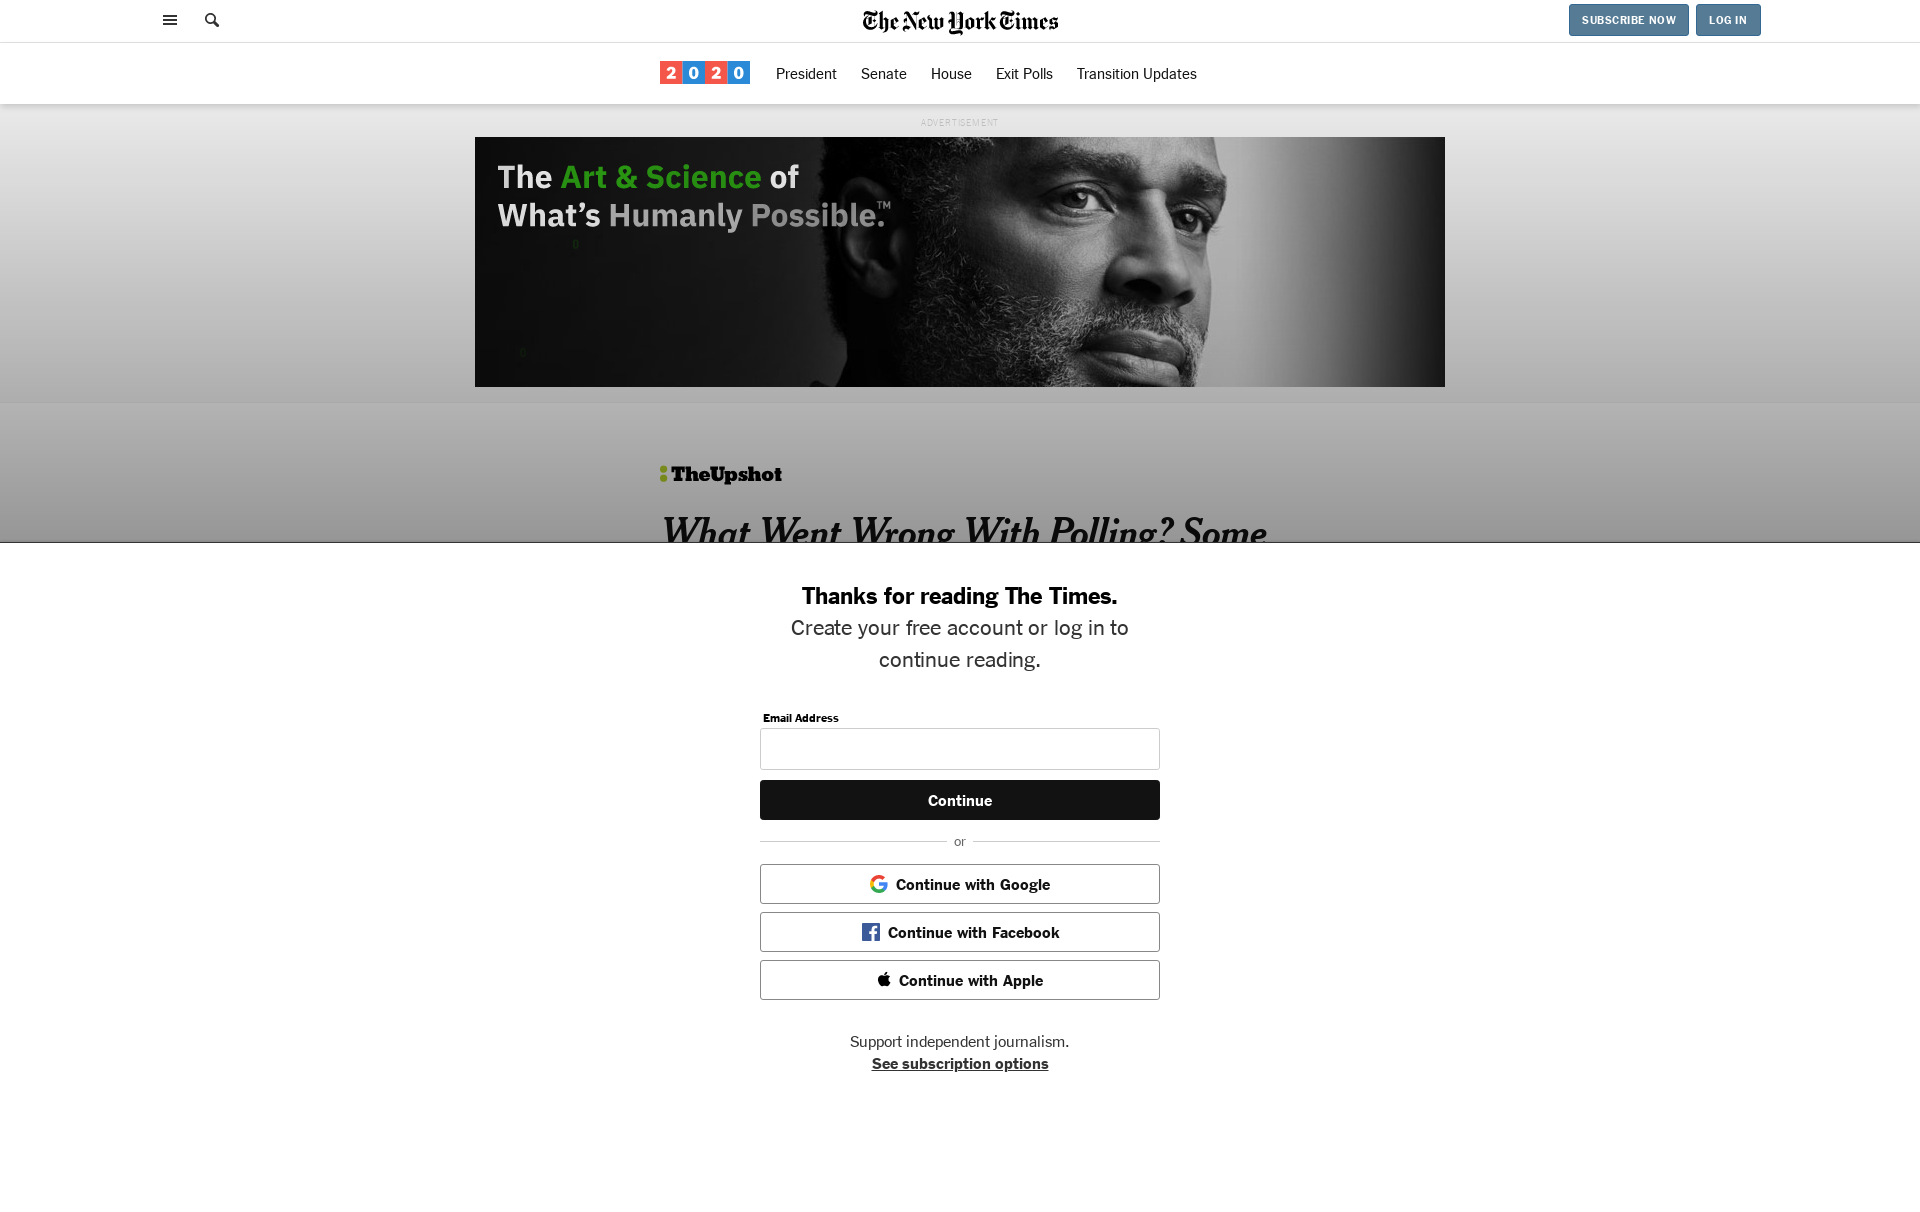 The New York Times
SUBSCRIBE NOW
LOG IN
2020
President
Senate
House
Exit Polls
Transition Updates
ADVERTISEMENT
The Art & Science of
What's Humanly Possible.™
TheUpshot
What Went Wrong With Polling? Some
Thanks for reading The Times.
Create your free account or log in to
continue reading.
Email Address
Continue
or
Continue with Google
Continue with Facebook
Continue with Apple
Support independent journalism.
See subscription options